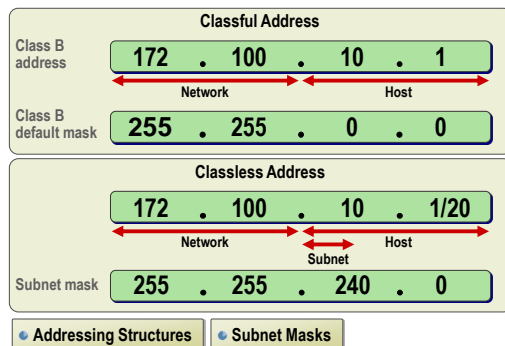 Classful Address
Class B address
172 . 100 . 10 . 1
Network Host
Class B default mask
255 . 255 . 0 . 0
Classless Address
172 . 100 . 10 . 1/20
Network Host
Subnet
Subnet mask
255 . 255 . 240 . 0
Addressing Structures Subnet Masks